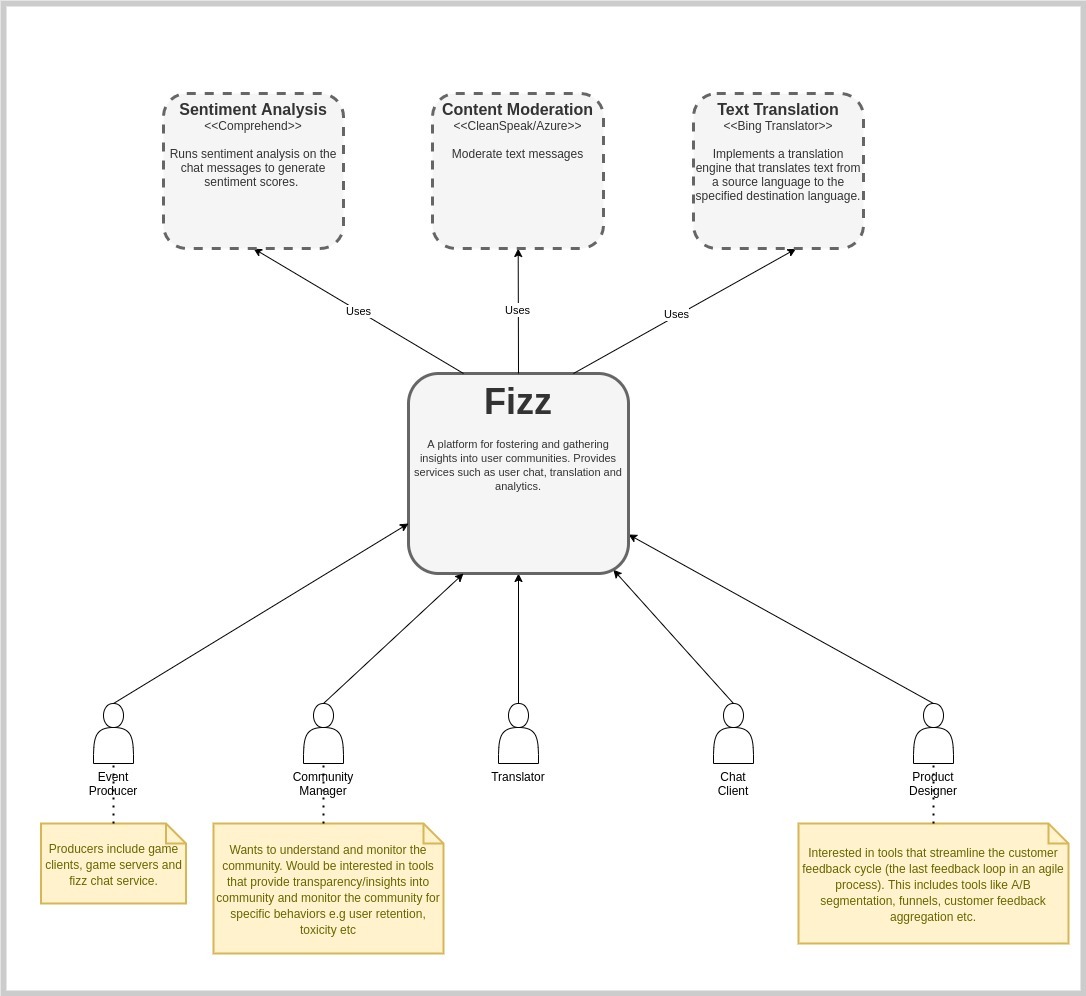 Sentiment Analysis
<<Comprehend>>
Runs sentiment analysis on the
chat messages to generate
sentiment scores.
Content Moderation
<<CleanSpeak/Azure>>
Moderate text messages
Text Translation
<<Bing Translator>>
Implements a translation
engine that translates text from
a source language to the
specified destination language.
Uses
Uses
Uses
Fizz
A platform for fostering and gathering
insights into user communities. Provides
services such as user chat, translation and
analytics.
Event
Producer
Community
Manager
Translator
Chat
Client
Product
Designer
Producers include game
clients, game servers and
fizz chat service.
Wants to understand and monitor the
community. Would be interested in tools
that provide transparency/insights into
community and monitor the community for
specific behaviors e.g user retention,
toxicity etc
Interested in tools that streamline the customer
feedback cycle (the last feedback loop in an agile
process). This includes tools like A/B
segmentation, funnels, customer feedback
aggregation etc.